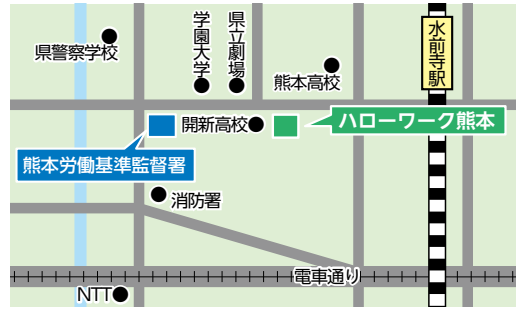 県警察学校
学園大学
県立劇場
熊本高校
水前寺駅
開新高校
ハローワーク熊本
熊本労働基準監督署
消防署
電車通り
NTT